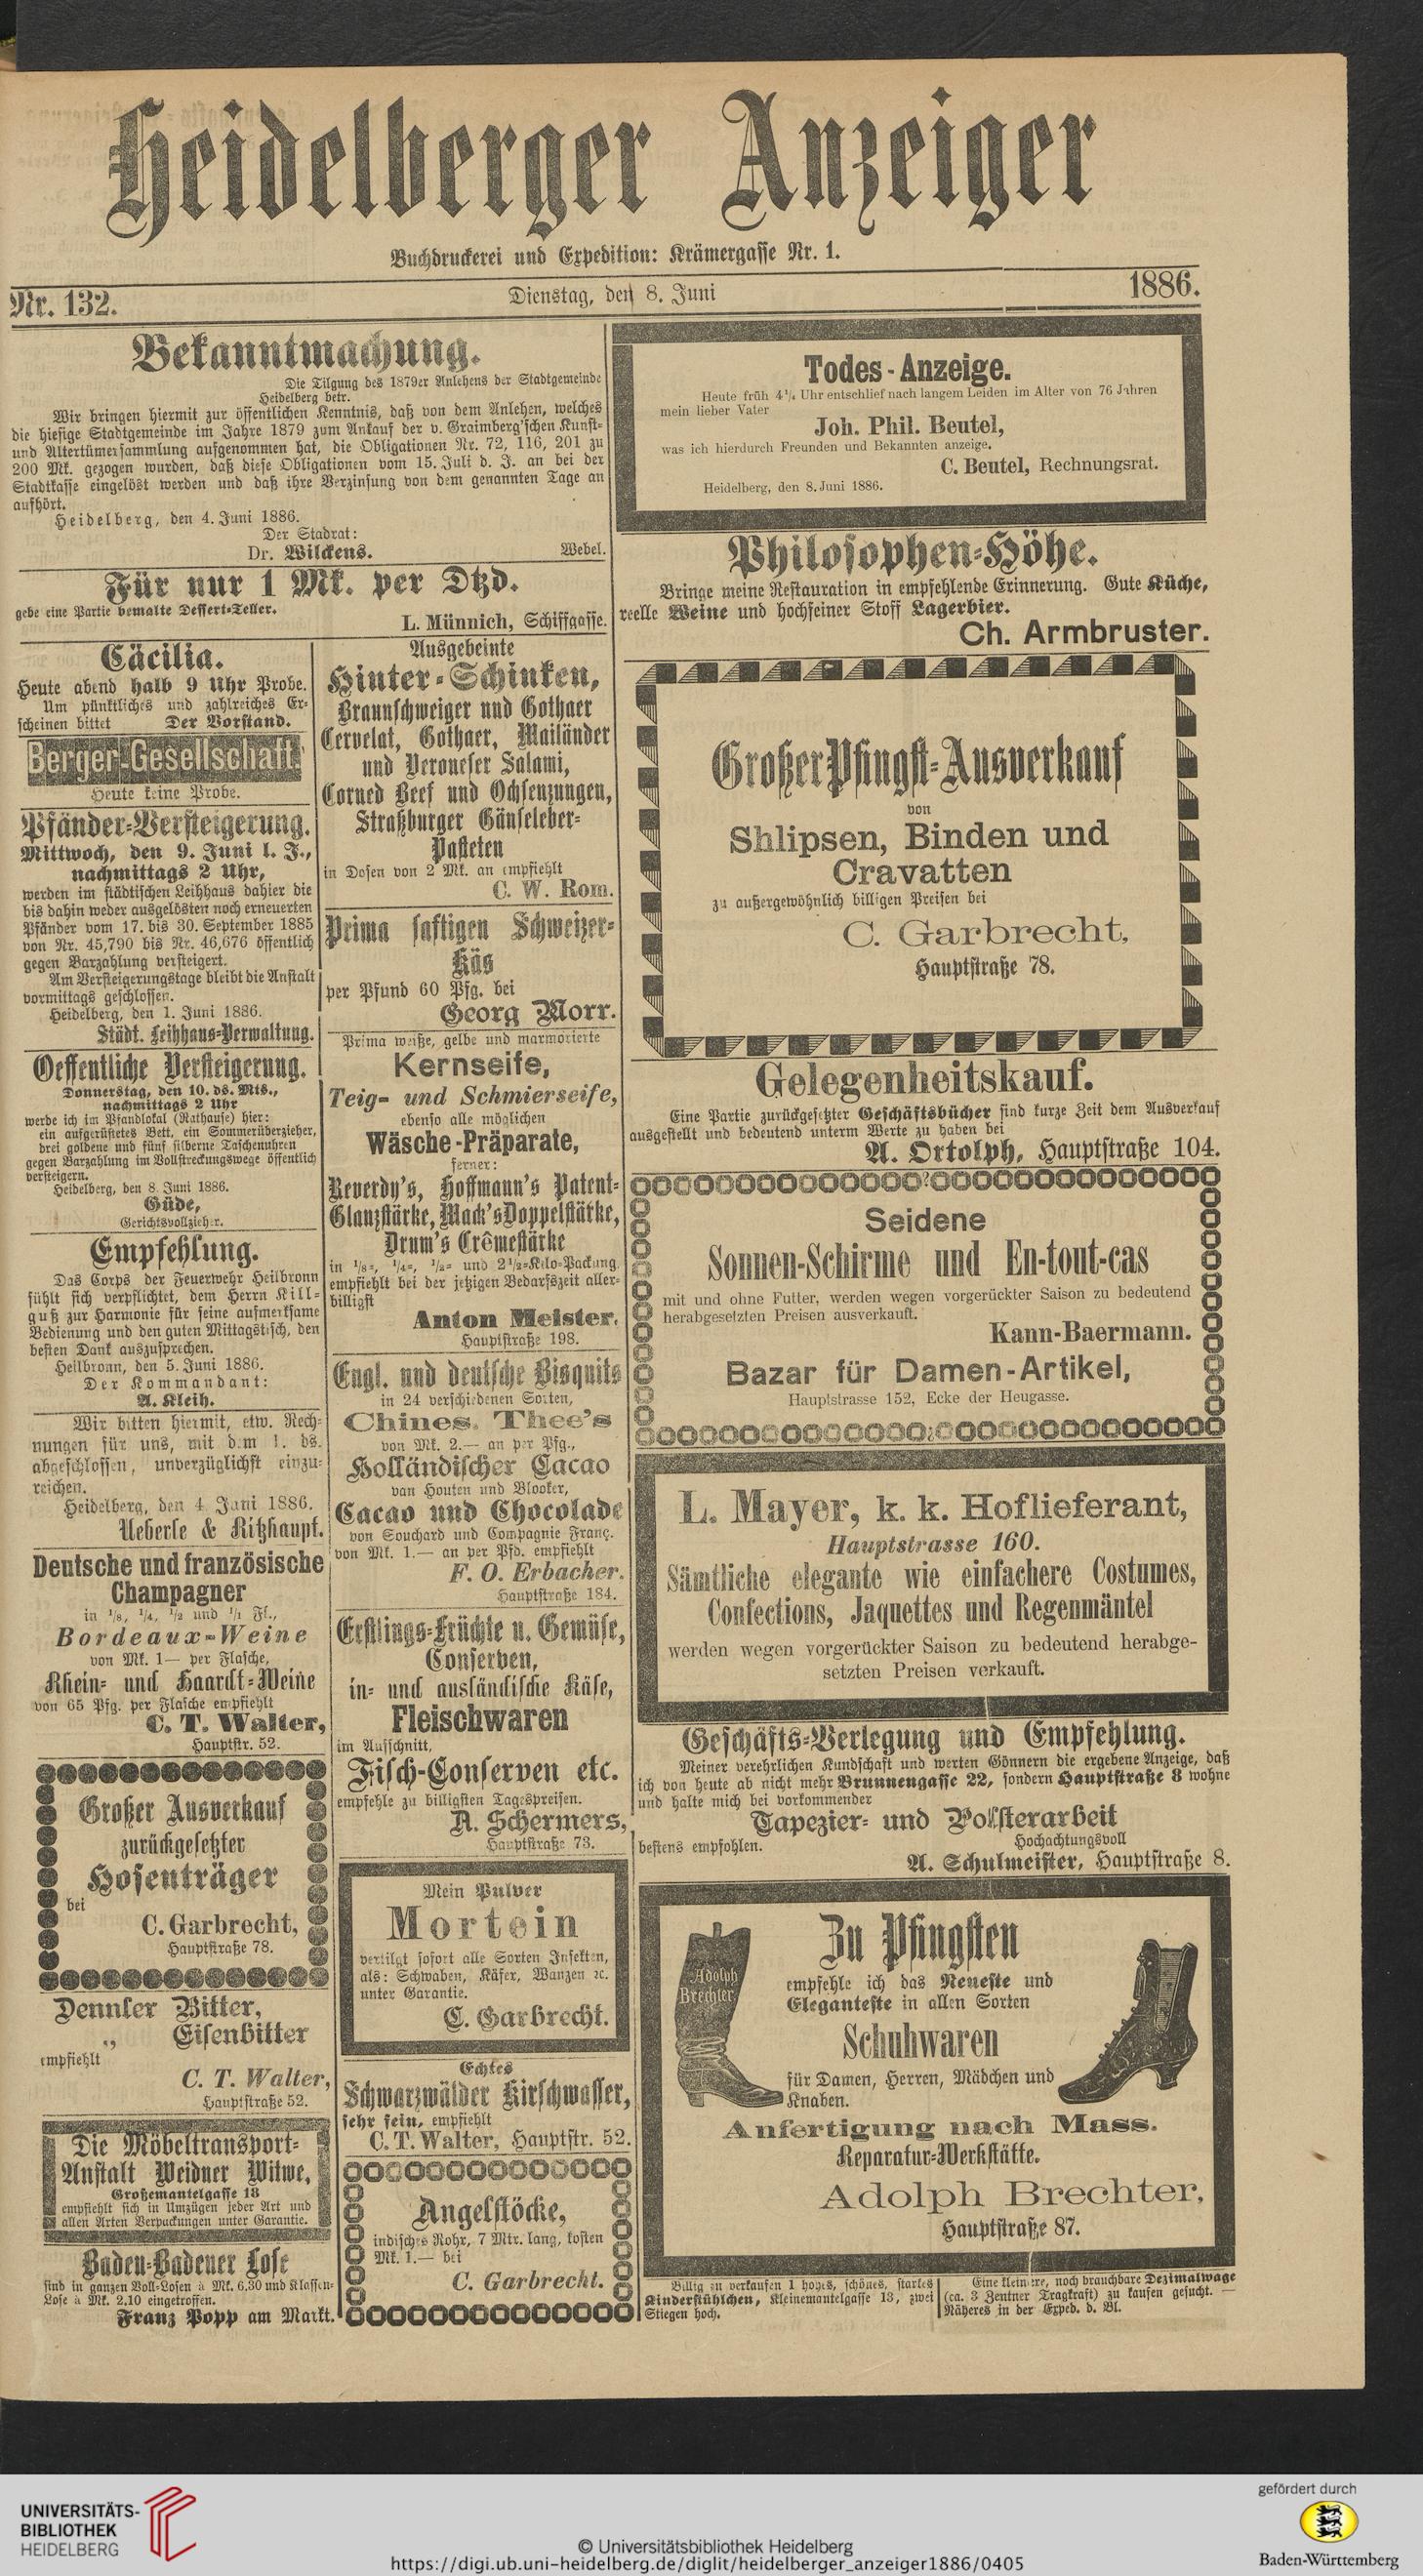 Heidelberger Anzeiger
Buchdruckerei und Expedition: Krämergasse Nr. 1.
Nr. 132.
Dienstag, den 8. Juni
1886.
Bekanntmachung.
Die Tilgung des 1879er Anlehens der Stadtgemeinde
Heidelberg betr.
Wir bringen hiermit zur öffentlichen Kenntnis, daß von dem Anlehen, welches
die hiesige Stadtgemeinde im Jahre 1879 zum Ankauf der v. Graimberg'schen Kunst-
und Altertümersammlung aufgenommen hat, die Obligationen Nr. 72, 116, 201 zu
200 Mk. gezogen wurden, daß diese Obligationen vom 15. Juli d. J. an bei der
Stadtkasse eingelöst werden und daß ihre Verzinsung von dem genannten Tage an
aufhört.
Heidelberg, den 4. Juni 1886.
Der Stadrat:
Dr. Wilckens.
Webel.
Für nur 1 Mk. per Dtzd.
gebe eine Partie bemalte Dessert-Teller.
L. Münnich, Schiffgasse.
Cäcilia.
Heute abend halb 9 Uhr Probe.
Um pünktliches und zahlreiches Er-
scheinen bittet Der Vorstand.
Berger-Gesellschaft.
Heute keine Probe.
Pfänder-Versteigerung.
Mittwoch, den 9. Juni l. J.,
nachmittags 2 Uhr,
werden im städtischen Leihhaus dahier die
bis dahin weder ausgelösten noch erneuerten
Pfänder vom 17. bis 30. September 1885
von Nr. 45,790 bis Nr. 46,676 öffentlich
gegen Barzahlung versteigert.
Am Versteigerungstage bleibt die Anstalt
vormittags geschlossen.
Heidelberg, den 1. Juni 1886.
Städt. Leihhaus-Verwaltung.
Oeffentliche Versteigerung.
Donnerstag, den 10. ds. Mts.,
nachmittags 2 Uhr
werde ich im Pfandlokal (Rathause) hier:
ein aufgerüstetes Bett, ein Sommerüberzieher,
drei goldene und fünf silberne Taschenuhren
gegen Barzahlung im Vollstreckungswege öffentlich
versteigern.
Heidelberg, den 8. Juni 1886.
Güde,
Gerichtsvollzieher.
Empfehlung.
Das Corps der Feuerwehr Heilbronn
fühlt sich verpflichtet, dem Herrn Kill-
guß zur Harmonie für seine aufmerksame
Bedienung und den guten Mittagstisch, den
besten Dank auszusprechen.
Heilbronn, den 5. Juni 1886.
Der Kommandant:
A. Kleih.
Wir bitten hiermit, etw. Rech-
nungen für uns, mit dem 1. ds.
abgeschlossen, unverzüglichst einzu-
reichen.
Heidelberg, den 4. Juni 1886.
Ueberle & Ritzhaupt.
Deutsche und französische
Champagner
in 1/8, 1/4, 1/2 und 1/1 Fl.,
Bordeaux-Weine
von Mk. 1— per Flasche,
Rhein- und Haardt-Weine
von 65 Pfg. per Flasche empfiehlt
C. T. Walter,
Hauptstr. 52.
Großer Ausverkauf
zurückgesetzter
Hosenträger
bei
C. Garbrecht,
Hauptstraße 78.
Dennler Bitter,
„ Eisenbitter
empfiehlt
C. T. Walter,
Hauptstraße 52.
Die Möbeltransport-
Anstalt Weidner Witwe,
Großemantelgasse 18
empfiehlt sich in Umzügen jeder Art und
allen Arten Verpackungen unter Garantie.
Baden-Badener Lose
sind in ganzen Voll-Losen à Mk. 6,30 und Klassen-
Lose à Mk. 2.10 eingetroffen.
Franz Popp am Markt.
Ausgebeinte
Hinter-Schinken,
Braunschweiger und Gothaer
Cervelat, Gothaer, Mailänder
und Veroneser Salami,
Corned Beef und Ochsenzungen,
Straßburger Gänseleber-
Pasteten
in Dosen von 2 Mk. an empfiehlt
C. W. Rom.
Prima saftigen Schweizer-
Käs
per Pfund 60 Pfg. bei
Georg Morr.
Prima weiße, gelbe und marmorierte
Kernseife,
Teig- und Schmierseife,
ebenso alle möglichen
Wäsche-Präparate,
ferner:
Reverdy's, Hoffmann's Patent-
Glanzstärke, Mack's Doppelstärke,
Drum's Crêmestärke
in 1/8-, 1/4-, 1/2- und 2 1/2-Kilo-Packung
empfiehlt bei der jetzigen Bedarfszeit aller-
billigst
Anton Meister,
Hauptstraße 198.
Engl. und deutsche Bisquits
in 24 verschiedenen Sorten,
Chines. Thee's
von Mk. 2.— an per Pfg.,
Holländischer Cacao
van Houten und Blooker,
Cacao und Chocolade
von Souchard und Compagnie Franç.
von Mk. 1.— an per Pfd. empfiehlt
F. O. Erbacher.
Hauptstraße 184.
Erstlings-Früchte u. Gemüse,
Conserven,
in- und ausländische Käse,
Fleischwaren
im Aufschnitt,
Fisch-Conserven etc.
empfehle zu billigsten Tagespreisen.
A. Schermers,
Hauptstraße 73.
Mein Pulver
Mortein
vertilgt sofort alle Sorten Insekten,
als: Schwaben, Käfer, Wanzen ꝛc.
unter Garantie.
C. Garbrecht.
Echtes
Schwarzwälder Kirschwasser,
sehr fein, empfiehlt
C. T. Walter, Hauptstr. 52.
Angelstöcke,
indisches Rohr, 7 Mtr. lang, kosten
Mk. 1.— bei
C. Garbrecht.
Todes-Anzeige.
Heute früh 4 1/4 Uhr entschlief nach langem Leiden im Alter von 76 Jahren
mein lieber Vater
Joh. Phil. Beutel,
was ich hierdurch Freunden und Bekannten anzeige.
C. Beutel, Rechnungsrat.
Heidelberg, den 8. Juni 1886.
Philosophen-Höhe.
Bringe meine Restauration in empfehlende Erinnerung. Gute Küche,
reelle Weine und hochfeiner Stoff Lagerbier.
Ch. Armbruster.
Großer Pfingst-Ausverkauf
von
Shlipsen, Binden und
Cravatten
zu außergewöhnlich billigen Preisen bei
C. Garbrecht,
Hauptstraße 78.
Gelegenheitskauf.
Eine Partie zurückgesetzter Geschäftsbücher sind kurze Zeit dem Ausverkauf
ausgestellt und bedeutend unterm Werte zu haben bei
A. Ortolph, Hauptstraße 104.
Seidene
Sonnen-Schirme und En-tout-cas
mit und ohne Futter, werden wegen vorgerückter Saison zu bedeutend
herabgesetzten Preisen ausverkauft.
Kann-Baermann.
Bazar für Damen-Artikel,
Hauptstrasse 152, Ecke der Heugasse.
L. Mayer, k. k. Hoflieferant,
Hauptstrasse 160.
Sämtliche elegante wie einfachere Costumes,
Confections, Jaquettes und Regenmäntel
werden wegen vorgerückter Saison zu bedeutend herabge-
setzten Preisen verkauft.
Geschäfts-Verlegung und Empfehlung.
Meiner verehrlichen Kundschaft und werten Gönnern die ergebene Anzeige, daß
ich von heute ab nicht mehr Brunnengasse 22, sondern Hauptstraße 8 wohne
und halte mich bei vorkommender
Tapezier- und Polsterarbeit
bestens empfohlen.
Hochachtungsvoll
A. Schulmeister, Hauptstraße 8.
Adolph
Brechter
Zu Pfingsten
empfehle ich das Neueste und
Eleganteste in allen Sorten
Schuhwaren
für Damen, Herren, Mädchen und
Knaben.
Anfertigung nach Mass.
Reparatur-Werkstätte.
Adolph Brechter,
Hauptstraße 87.
Billig zu verkaufen 1 hohes, schönes, starkes
Kinderstühlchen, Kleinemantelgasse 13, zwei
Stiegen hoch.
Eine kleinere, noch brauchbare Dezimalwage
(ca. 3 Zentner Tragkraft) zu kaufen gesucht. —
Näheres in der Exped. d. Bl.
UNIVERSITÄTS-
BIBLIOTHEK
HEIDELBERG
© Universitätsbibliothek Heidelberg
https://digi.ub.uni-heidelberg.de/diglit/heidelberger_anzeiger1886/0405
gefördert durch
Baden-Württemberg